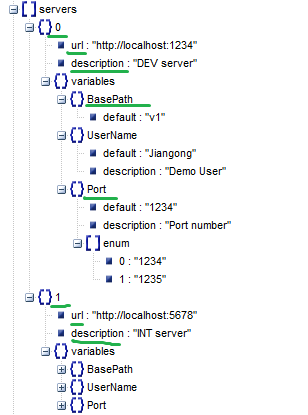 servers
0
url : "http://localhost:1234"
description : "DEV server"
variables
BasePath
default : "v1"
UserName
default : "Jiangong"
description : "Demo User"
Port
default : "1234"
description : "Port number"
enum
0 : "1234"
1 : "1235"
1
url : "http://localhost:5678"
description : "INT server"
variables
BasePath
UserName
Port